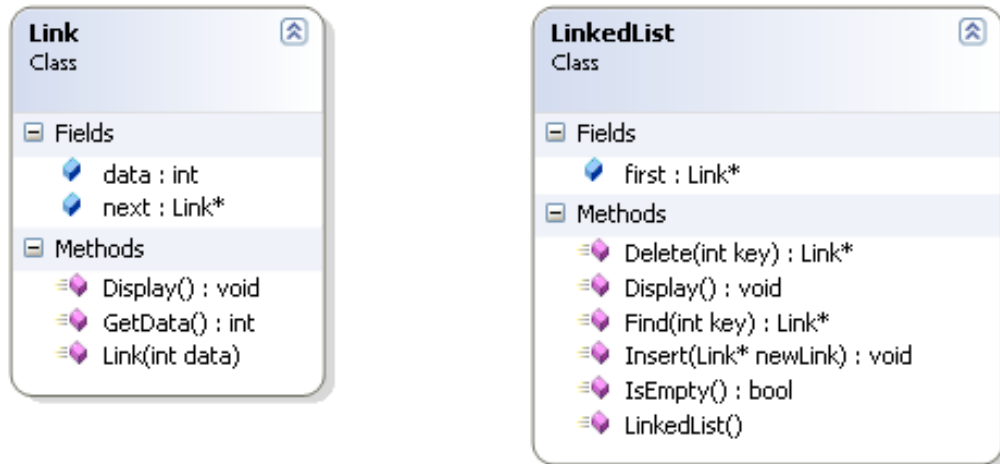 Link
Class
Fields
data : int
next : Link*
Methods
Display() : void
GetData() : int
Link(int data)
LinkedList
Class
Fields
first : Link*
Methods
Delete(int key) : Link*
Display() : void
Find(int key) : Link*
Insert(Link* newLink) : void
IsEmpty() : bool
LinkedList()